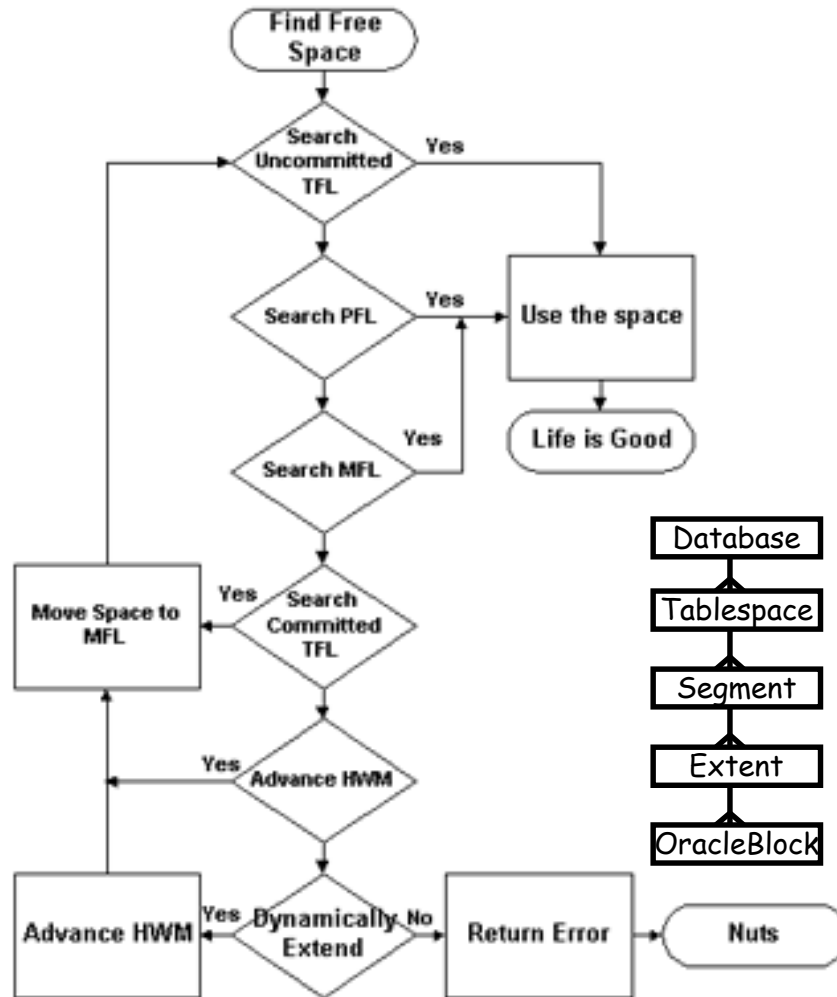 Find Free
Space
Search
Uncommitted
TFL
Yes
Search PFL
Yes
Use the space
Search MFL
Yes
Life is Good
Database
Tablespace
Segment
Extent
OracleBlock
Move Space to
MFL
Yes
Search
Committed
TFL
Yes
Advance HWM
Advance HWM
Yes
Dynamically
Extend
No
Return Error
Nuts